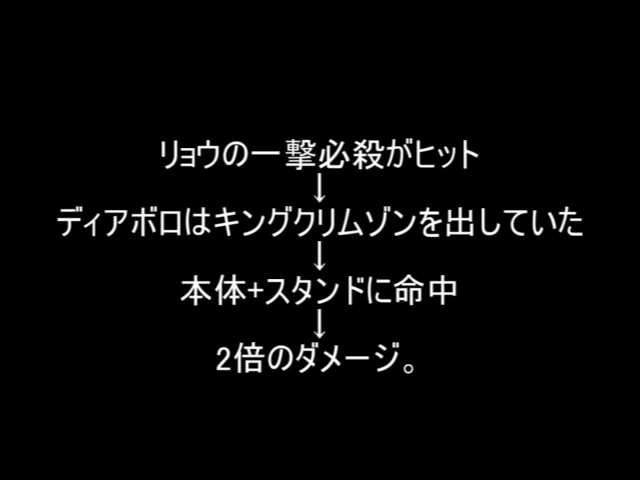 リョウの一撃必殺がヒット
↓
ディアボロはキングクリムゾンを出していた
↓
本体+スタンドに命中
↓
2倍のダメージ。